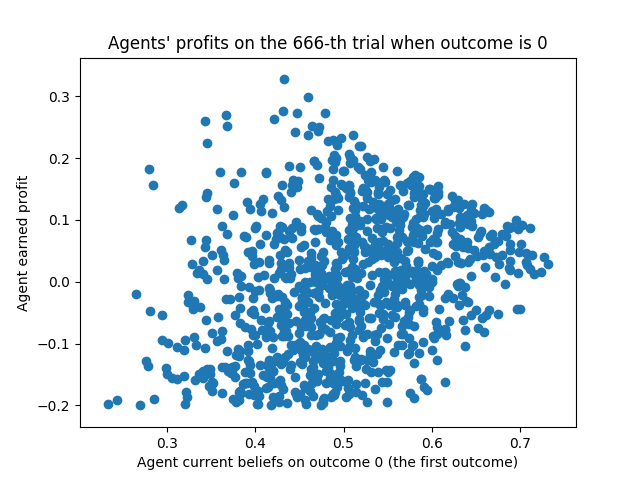 Agents' profits on the 666-th trial when outcome is 0
Agent earned profit
0.3
0.2
0.1
0.0
−0.1
−0.2
0.3 0.4 0.5 0.6 0.7
Agent current beliefs on outcome 0 (the first outcome)